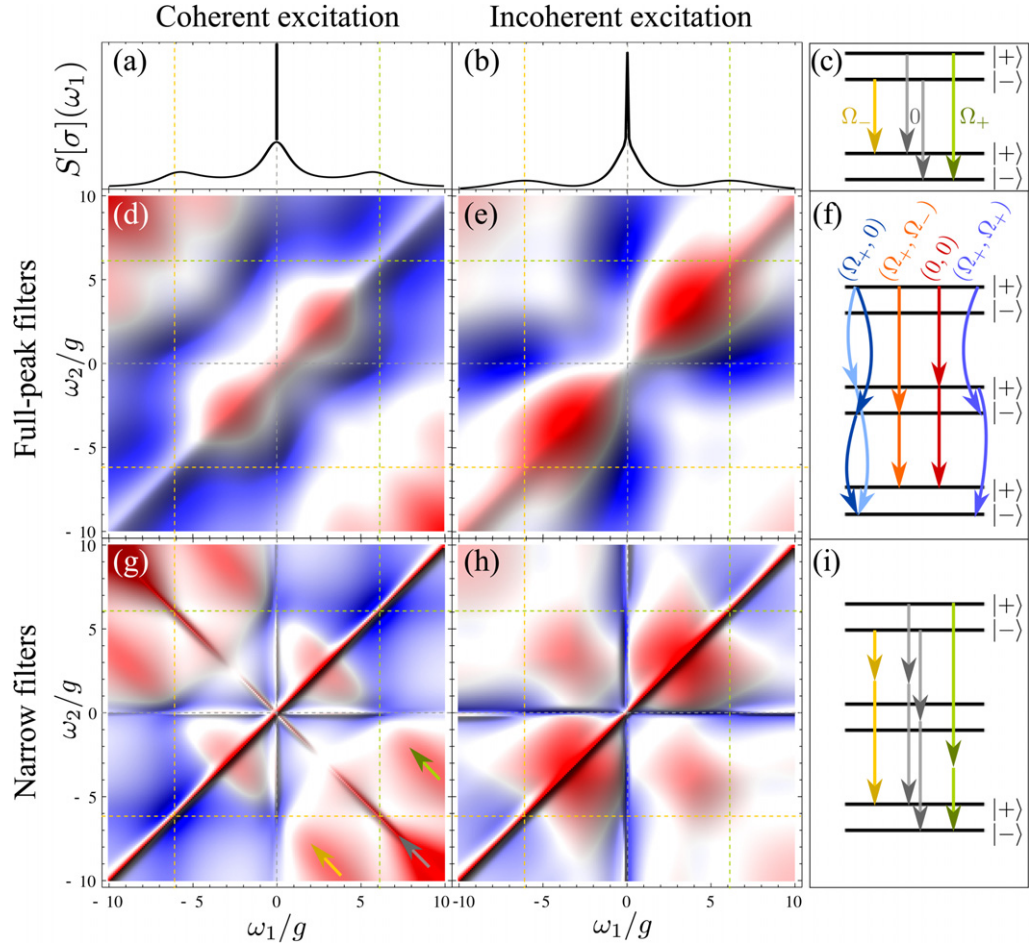 Coherent excitation
Incoherent excitation
S[σ](ω₁)
(a)
(b)
(c)
|+⟩
|−⟩
Ω₋
0
Ω₊
|+⟩
|−⟩
Full-peak filters
ω₂/g
10
5
0
- 5
- 10
(d)
(e)
(f)
(Ω₊, 0)
(Ω₊, Ω₋)
(0, 0)
(Ω₊, Ω₊)
|+⟩
|−⟩
|+⟩
|−⟩
|+⟩
|−⟩
Narrow filters
ω₂/g
10
5
0
- 5
- 10
(g)
(h)
(i)
|+⟩
|−⟩
|+⟩
|−⟩
- 10 - 5 0 5 10
- 10 - 5 0 5 10
ω₁/g
ω₁/g